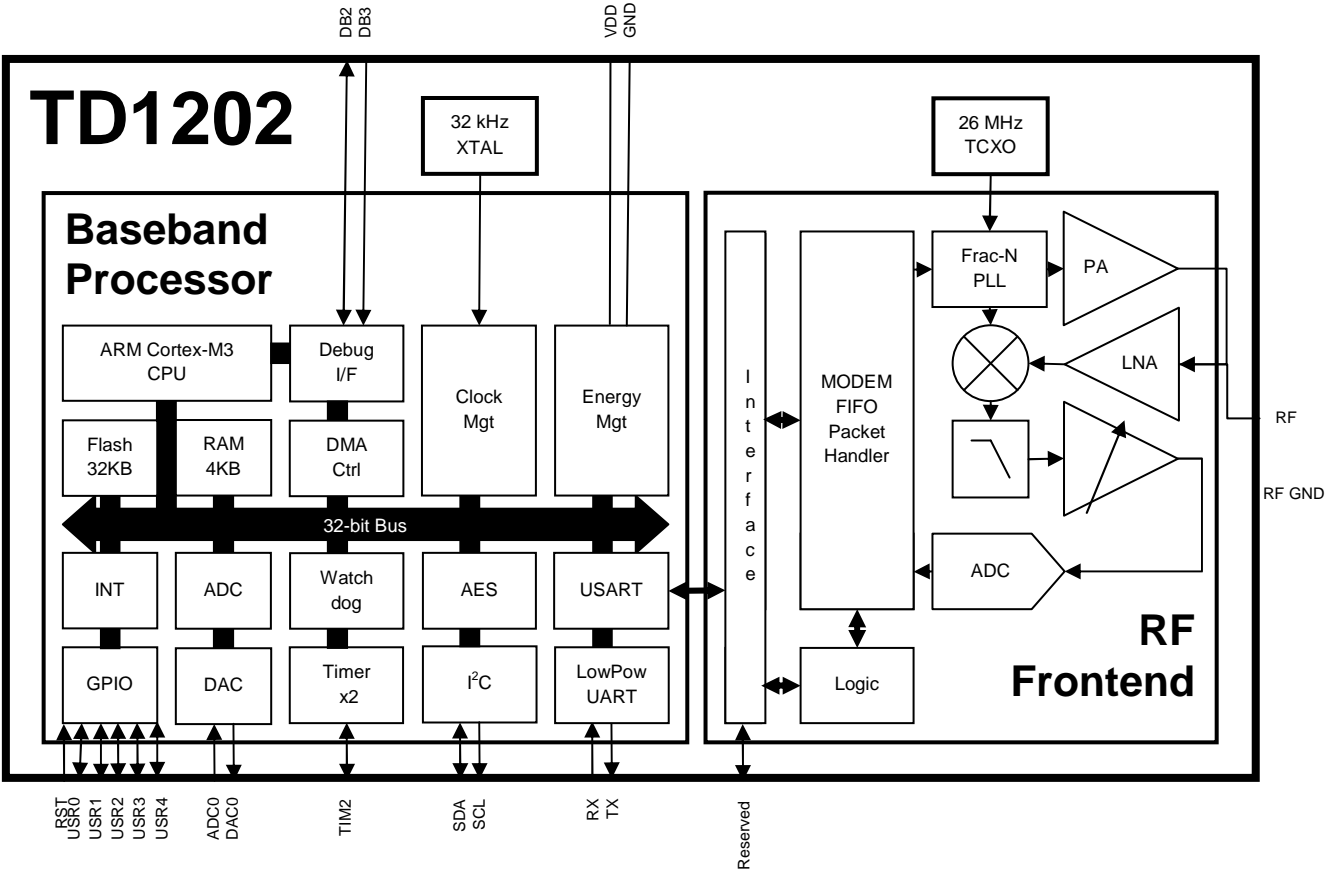 DB2
DB3
VDD
GND
TD1202
32 kHz
XTAL
26 MHz
TCXO
Baseband
Processor
ARM Cortex-M3
CPU
Debug
I/F
Clock
Mgt
Energy
Mgt
Flash
32KB
RAM
4KB
DMA
Ctrl
32-bit Bus
INT
ADC
Watch
dog
AES
USART
GPIO
DAC
Timer
x2
I²C
LowPow
UART
Interface
MODEM
FIFO
Packet
Handler
Logic
Frac-N
PLL
PA
LNA
ADC
RF
Frontend
RF
RF GND
RST
USR0
USR1
USR2
USR3
USR4
ADC0
DAC0
TIM2
SDA
SCL
RX
TX
Reserved